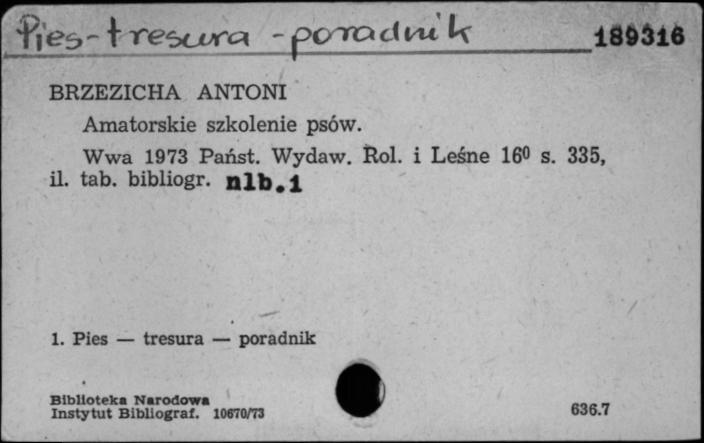 Pies-tresura -poradnik 189316
BRZEZICHA ANTONI
Amatorskie szkolenie psów.
Wwa 1973 Państ. Wydaw. Rol. i Leśne 16⁰ s. 335,
il. tab. bibliogr. nlb.1
1. Pies — tresura — poradnik
Biblioteka Narodowa
Instytut Bibliograf. 10670/73 636.7